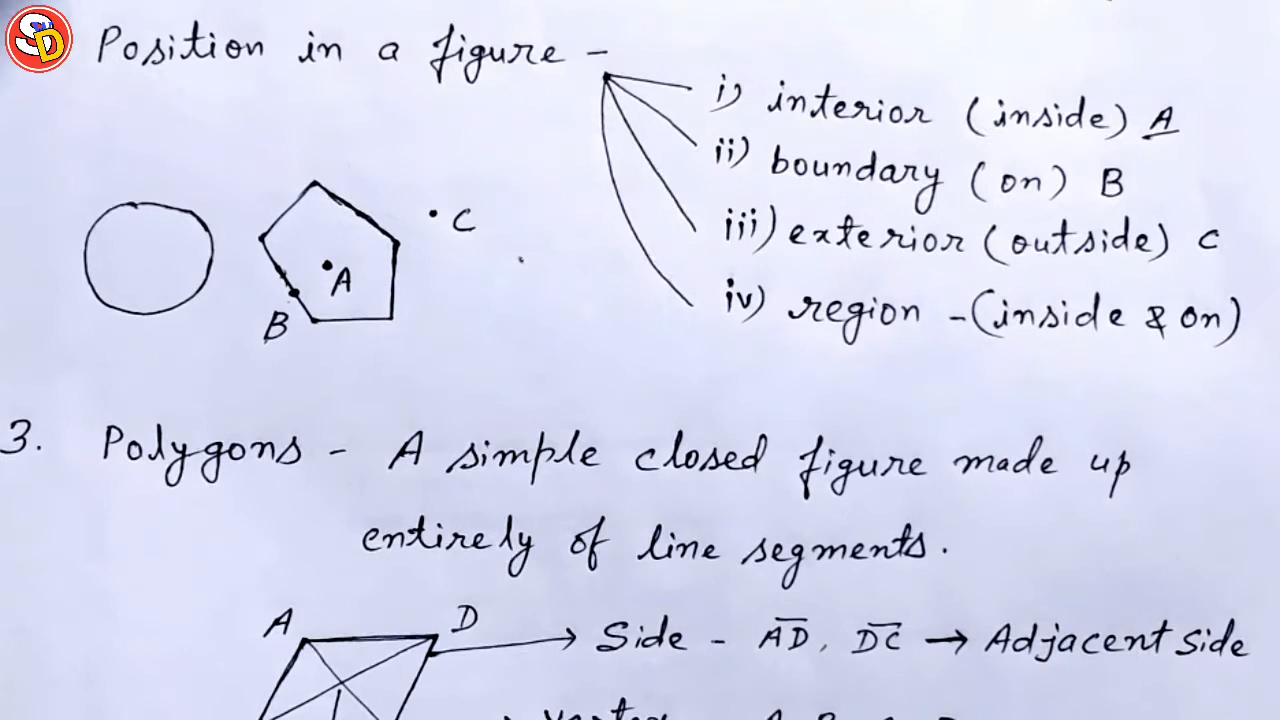 SD
Position in a figure -
i) interior (inside) A
ii) boundary (on) B
iii) exterior (outside) C
iv) region - (inside & on)
C
A
B
3. Polygons - A simple closed figure made up
entirely of line segments.
A D
Side - AD, DC → Adjacent side